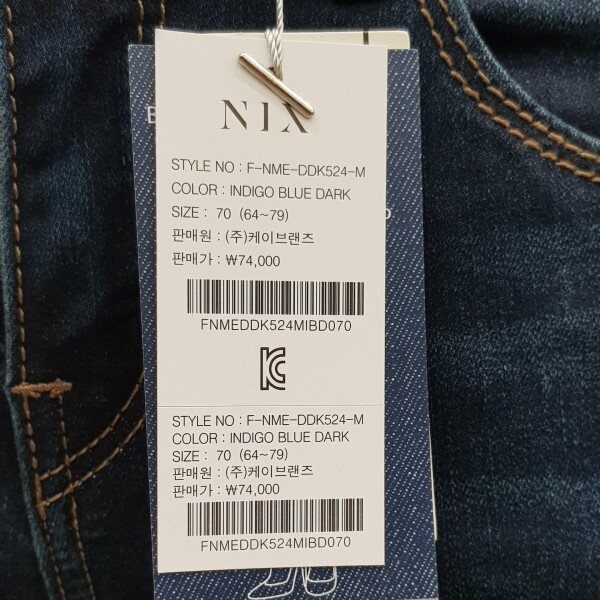 NIX
STYLE NO : F-NME-DDK524-M
COLOR : INDIGO BLUE DARK
SIZE : 70 (64~79)
판매원 : (주)케이브랜즈
판매가 : ₩74,000
FNMEDDK524MIBD070
STYLE NO : F-NME-DDK524-M
COLOR : INDIGO BLUE DARK
SIZE : 70 (64~79)
판매원 : (주)케이브랜즈
판매가 : ₩74,000
FNMEDDK524MIBD070